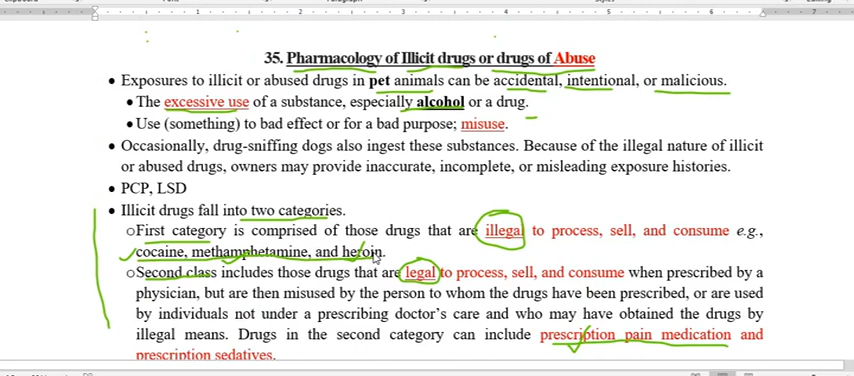 35. Pharmacology of Illicit drugs or drugs of Abuse
• Exposures to illicit or abused drugs in pet animals can be accidental, intentional, or malicious.
• The excessive use of a substance, especially alcohol or a drug.
• Use (something) to bad effect or for a bad purpose; misuse.
• Occasionally, drug-sniffing dogs also ingest these substances. Because of the illegal nature of illicit
or abused drugs, owners may provide inaccurate, incomplete, or misleading exposure histories.
• PCP, LSD
• Illicit drugs fall into two categories.
oFirst category is comprised of those drugs that are illegal to process, sell, and consume e.g.,
cocaine, methamphetamine, and heroin.
oSecond class includes those drugs that are legal to process, sell, and consume when prescribed by a
physician, but are then misused by the person to whom the drugs have been prescribed, or are used
by individuals not under a prescribing doctor's care and who may have obtained the drugs by
illegal means. Drugs in the second category can include prescription pain medication and
prescription sedatives.